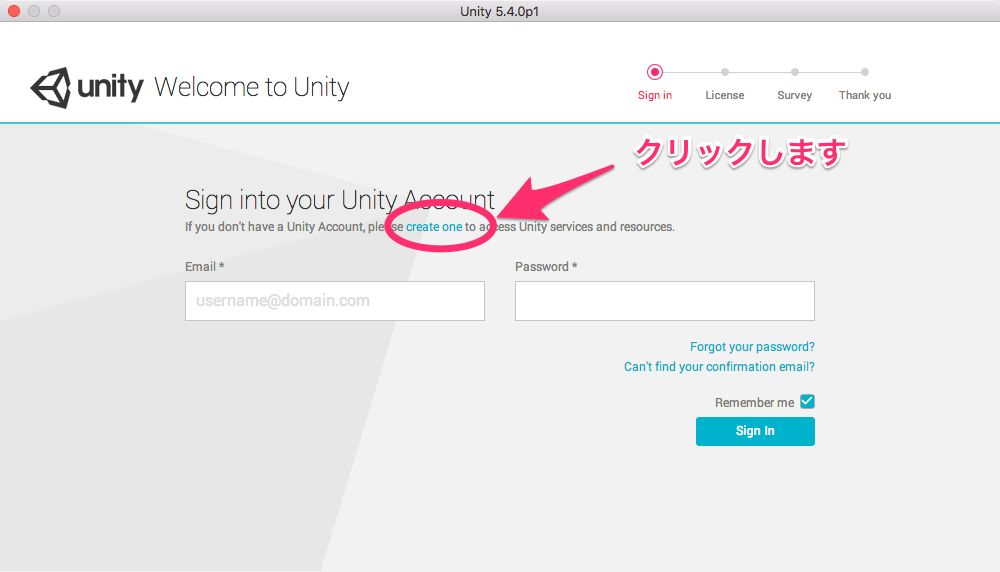 Unity 5.4.0p1
unity Welcome to Unity
Sign in License Survey Thank you
クリックします
Sign into your Unity Account
If you don't have a Unity Account, please create one to access Unity services and resources.
Email * Password *
username@domain.com
Forgot your password?
Can't find your confirmation email?
Remember me
Sign In